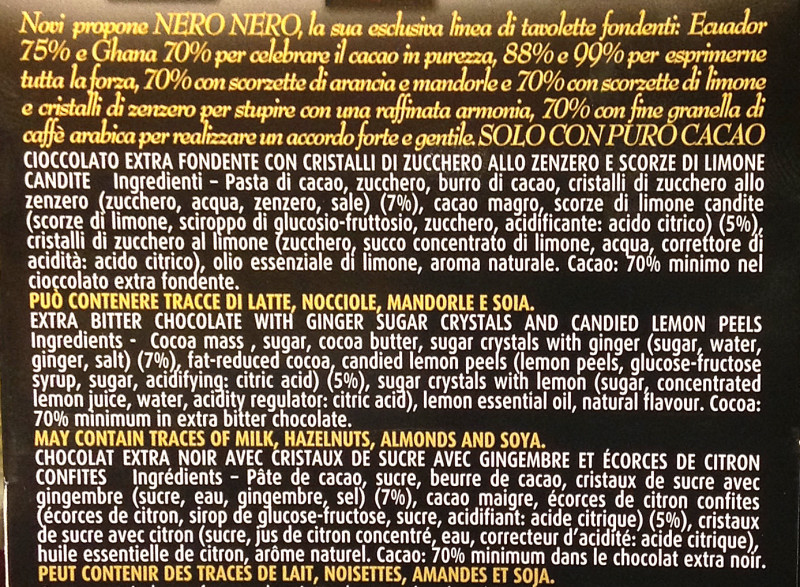 Novi propone NERO NERO, la sua esclusiva linea di tavolette fondenti: Ecuador
75% e Ghana 70% per celebrare il cacao in purezza, 88% e 99% per esprimerne
tutta la forza, 70% con scorzette di arancia e mandorle e 70% con scorzette di limone
e cristalli di zenzero per stupire con una raffinata armonia, 70% con fine granella di
caffè arabica per realizzare un accordo forte e gentile. SOLO CON PURO CACAO
CIOCCOLATO EXTRA FONDENTE CON CRISTALLI DI ZUCCHERO ALLO ZENZERO E SCORZE DI LIMONE
CANDITE Ingredienti – Pasta di cacao, zucchero, burro di cacao, cristalli di zucchero allo
zenzero (zucchero, acqua, zenzero, sale) (7%), cacao magro, scorze di limone candite
(scorze di limone, sciroppo di glucosio-fruttosio, zucchero, acidificante: acido citrico) (5%),
cristalli di zucchero al limone (zucchero, succo concentrato di limone, acqua, correttore di
acidità: acido citrico), olio essenziale di limone, aroma naturale. Cacao: 70% minimo nel
cioccolato extra fondente.
PUÒ CONTENERE TRACCE DI LATTE, NOCCIOLE, MANDORLE E SOIA.
EXTRA BITTER CHOCOLATE WITH GINGER SUGAR CRYSTALS AND CANDIED LEMON PEELS
Ingredients - Cocoa mass , sugar, cocoa butter, sugar crystals with ginger (sugar, water,
ginger, salt) (7%), fat-reduced cocoa, candied lemon peels (lemon peels, glucose-fructose
syrup, sugar, acidifying: citric acid) (5%), sugar crystals with lemon (sugar, concentrated
lemon juice, water, acidity regulator: citric acid), lemon essential oil, natural flavour. Cocoa:
70% minimum in extra bitter chocolate.
MAY CONTAIN TRACES OF MILK, HAZELNUTS, ALMONDS AND SOYA.
CHOCOLAT EXTRA NOIR AVEC CRISTAUX DE SUCRE AVEC GINGEMBRE ET ÉCORCES DE CITRON
CONFITES Ingrédients – Pâte de cacao, sucre, beurre de cacao, cristaux de sucre avec
gingembre (sucre, eau, gingembre, sel) (7%), cacao maigre, écorces de citron confites
(écorces de citron, sirop de glucose-fructose, sucre, acidifiant: acide citrique) (5%), cristaux
de sucre avec citron (sucre, jus de citron concentré, eau, correcteur d'acidité: acide citrique),
huile essentielle de citron, arôme naturel. Cacao: 70% minimum dans le chocolat extra noir.
PEUT CONTENIR DES TRACES DE LAIT, NOISETTES, AMANDES ET SOJA.